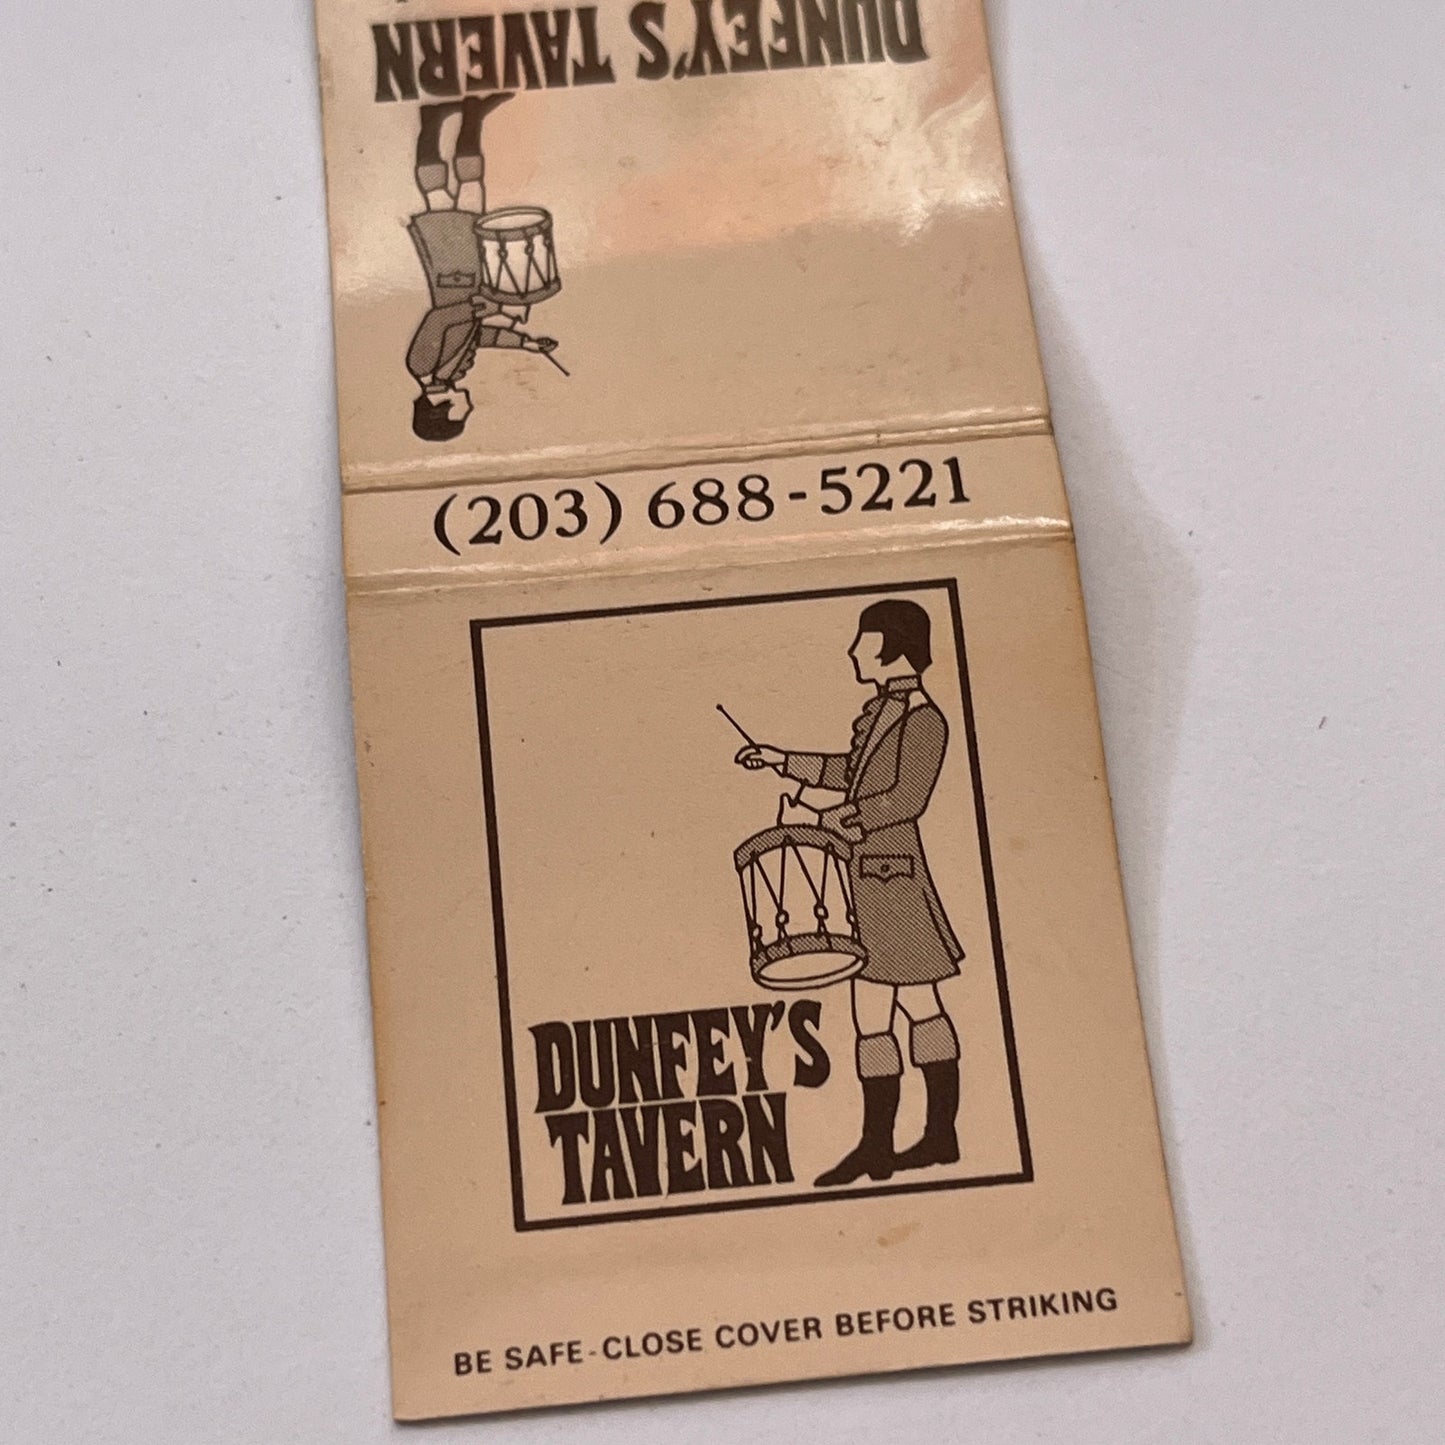 DUNFEY'S TAVERN
(203) 688-5221
DUNFEY'S
TAVERN
BE SAFE-CLOSE COVER BEFORE STRIKING